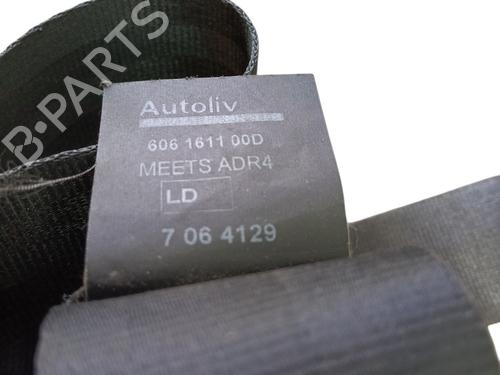 B-PARTS
Autoliv
606 1611 00D
MEETS ADR4
LD
7 06 4129